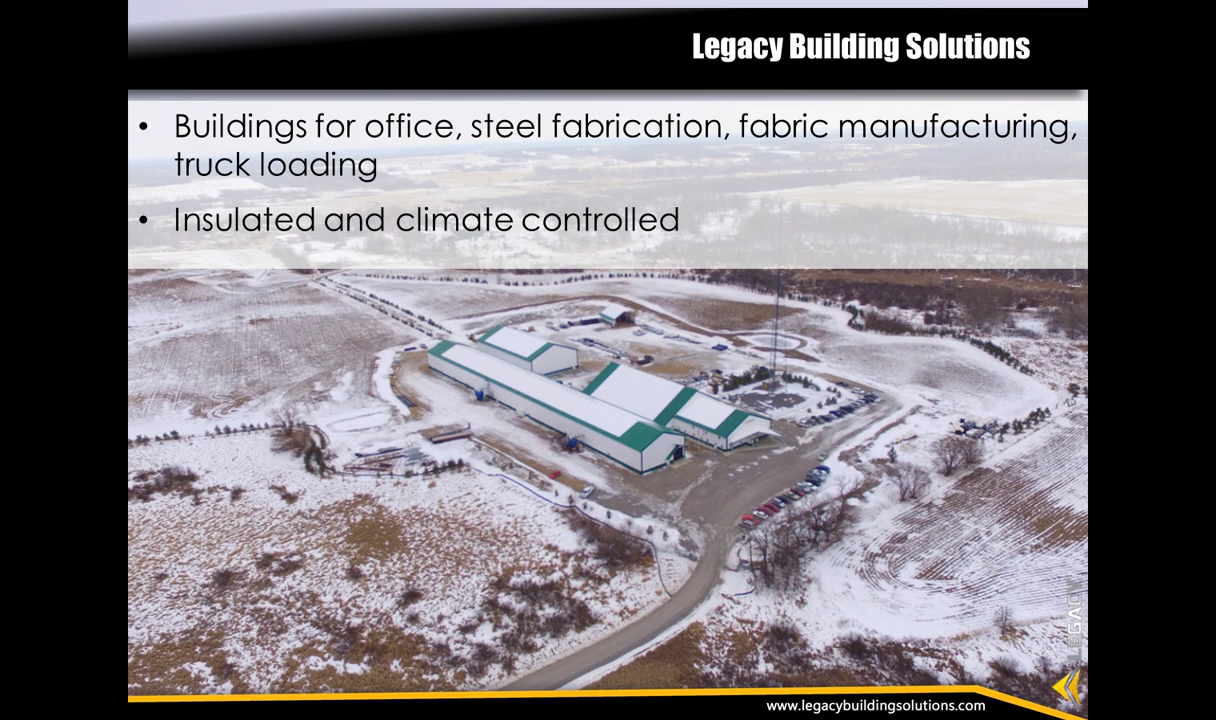 Legacy Building Solutions
• Buildings for office, steel fabrication, fabric manufacturing,
truck loading
• Insulated and climate controlled
LEGACY
www.legacybuildingsolutions.com